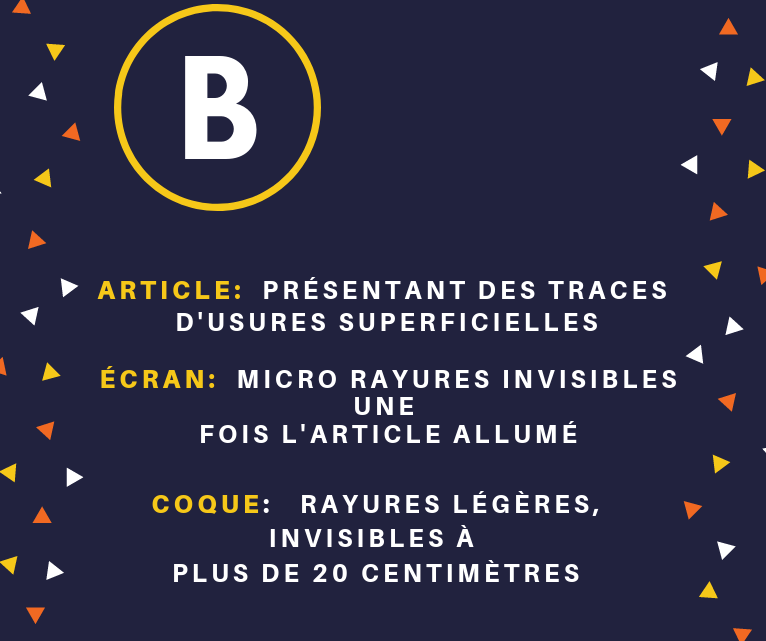 B
ARTICLE: PRÉSENTANT DES TRACES
D'USURES SUPERFICIELLES
ÉCRAN: MICRO RAYURES INVISIBLES
UNE
FOIS L'ARTICLE ALLUMÉ
COQUE: RAYURES LÉGÈRES,
INVISIBLES À
PLUS DE 20 CENTIMÈTRES